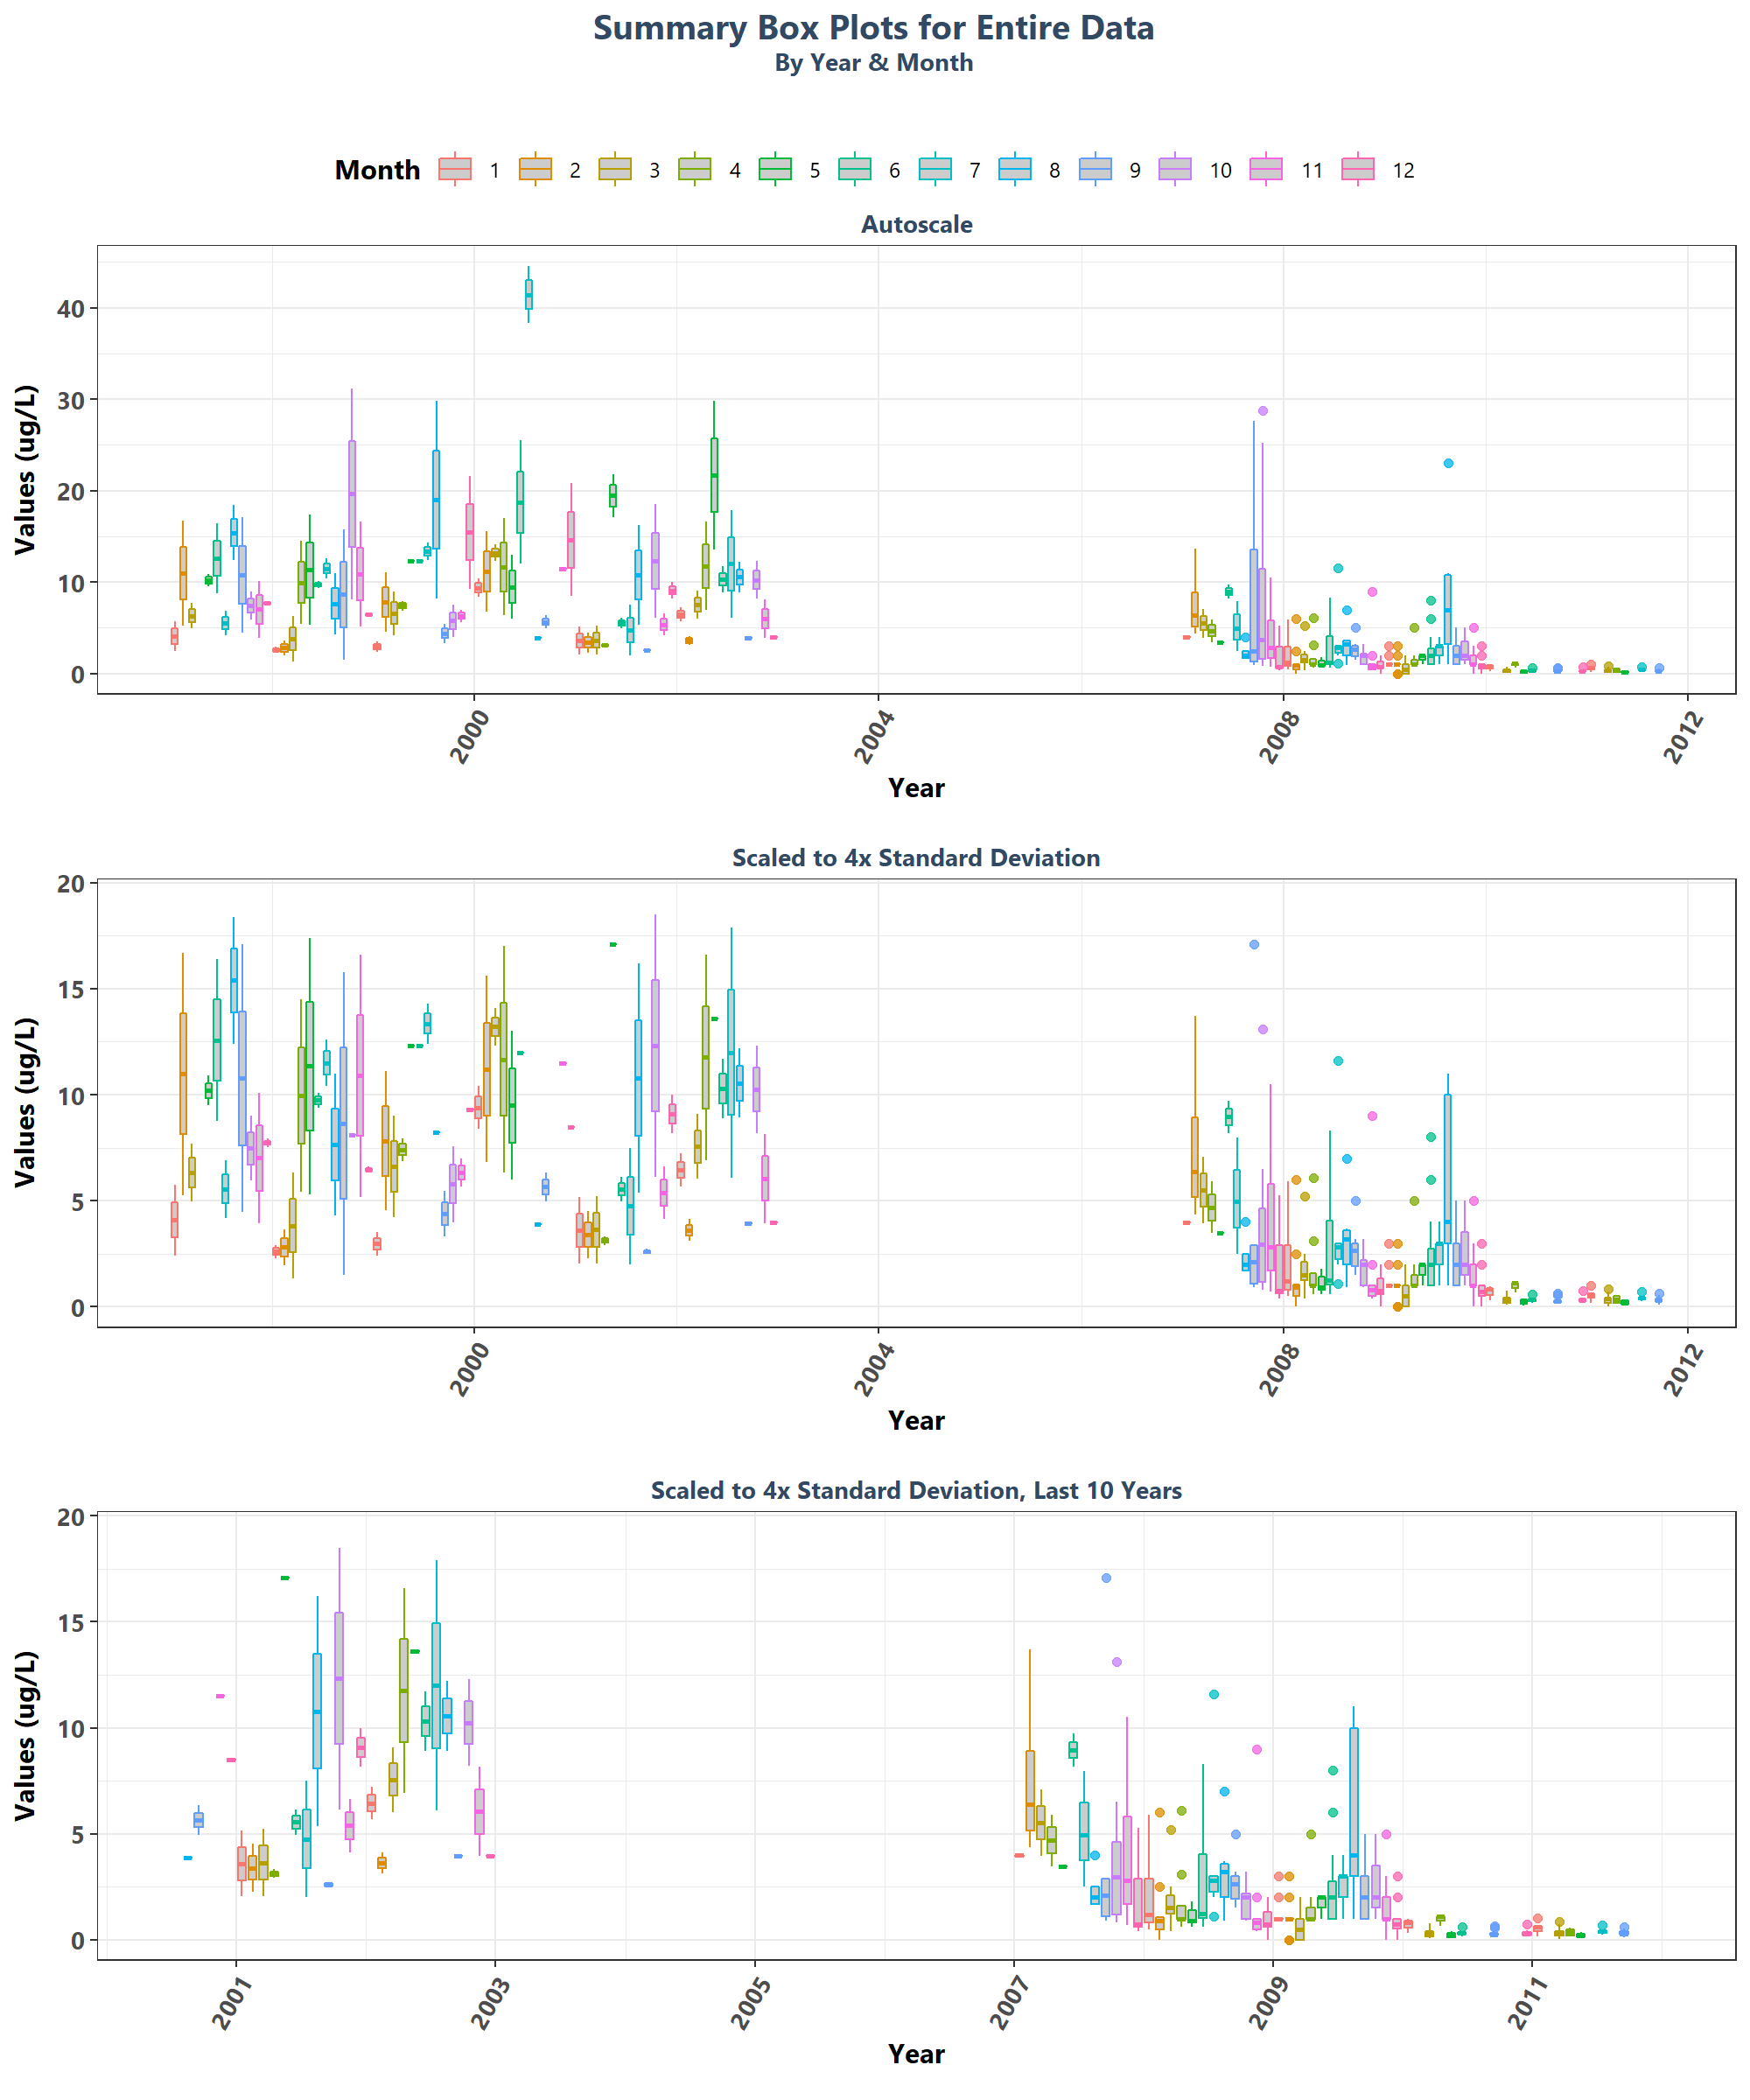 Summary Box Plots for Entire Data
By Year & Month
Month 1 2 3 4 5 6 7 8 9 10 11 12
Autoscale
Values (ug/L)
40
30
20
10
0
2000 2004 2008 2012
Year
Scaled to 4x Standard Deviation
Values (ug/L)
20
15
10
5
0
2000 2004 2008 2012
Year
Scaled to 4x Standard Deviation, Last 10 Years
Values (ug/L)
20
15
10
5
0
2001 2003 2005 2007 2009 2011
Year